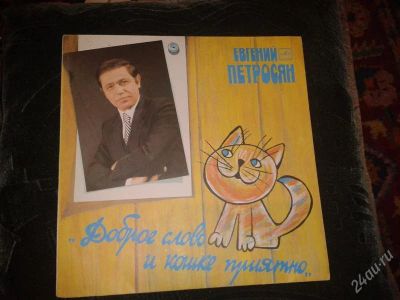 ЕВГЕНИЙ
ПЕТРОСЯН
„Доброе слово
и кошке приятно„
24au.ru